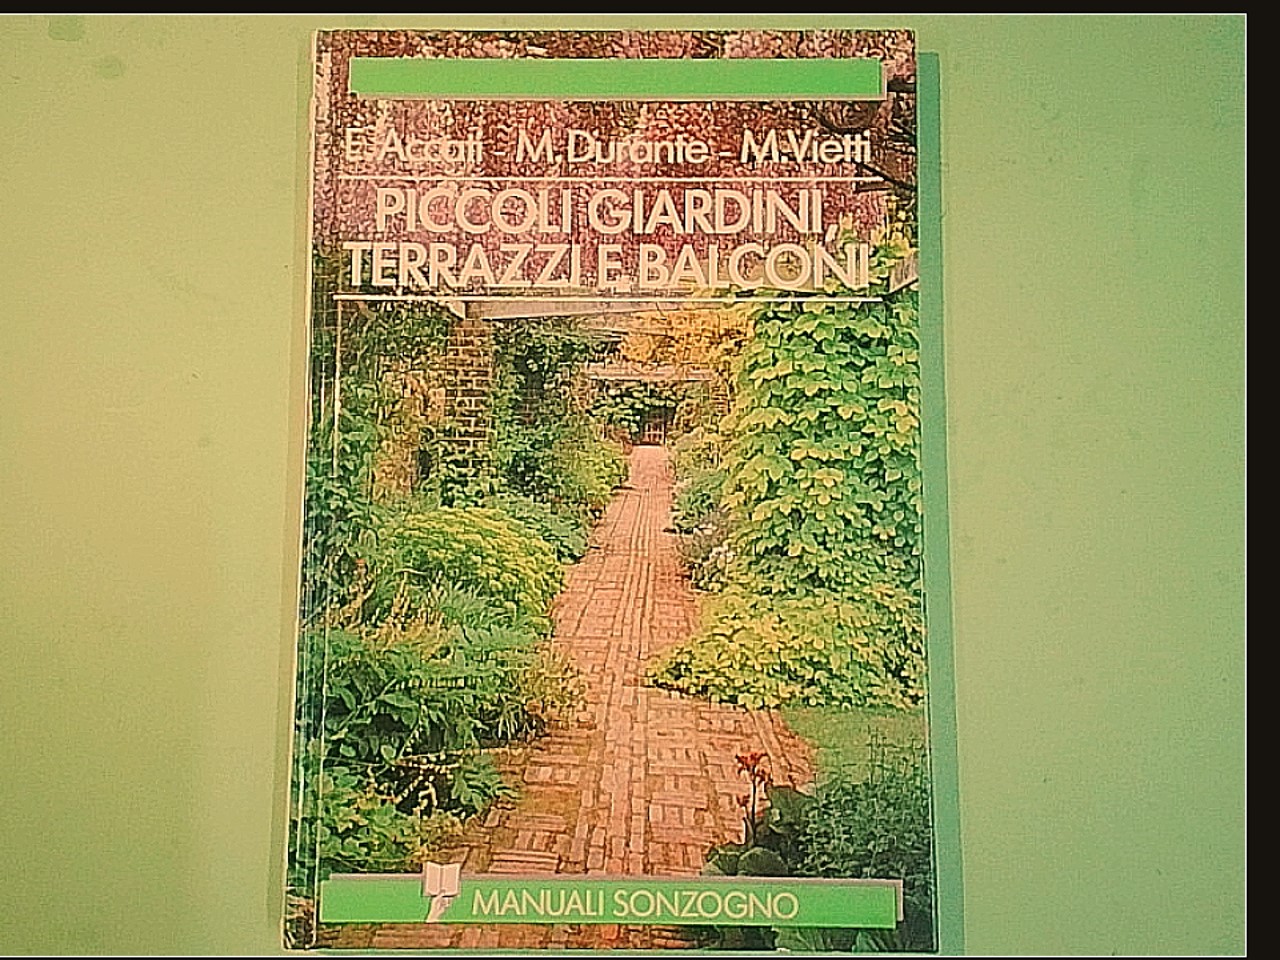 E. Accati - M. Durante - M. Vietti
PICCOLI GIARDINI,
TERRAZZI E BALCONI
MANUALI SONZOGNO